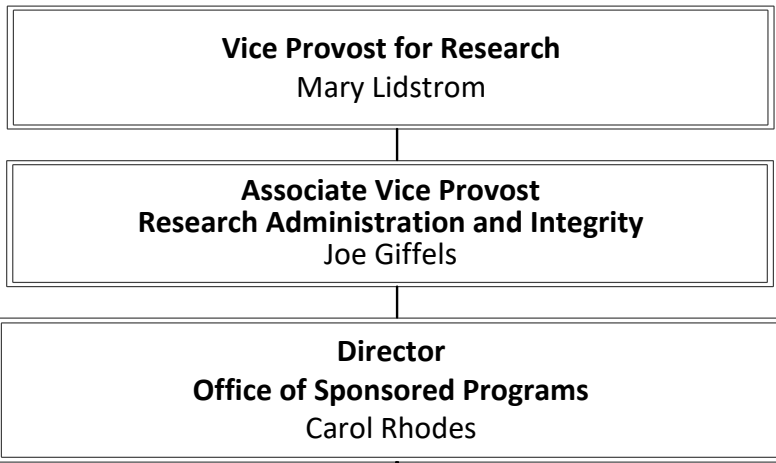 Vice Provost for Research
Mary Lidstrom
Associate Vice Provost
Research Administration and Integrity
Joe Giffels
Director
Office of Sponsored Programs
Carol Rhodes